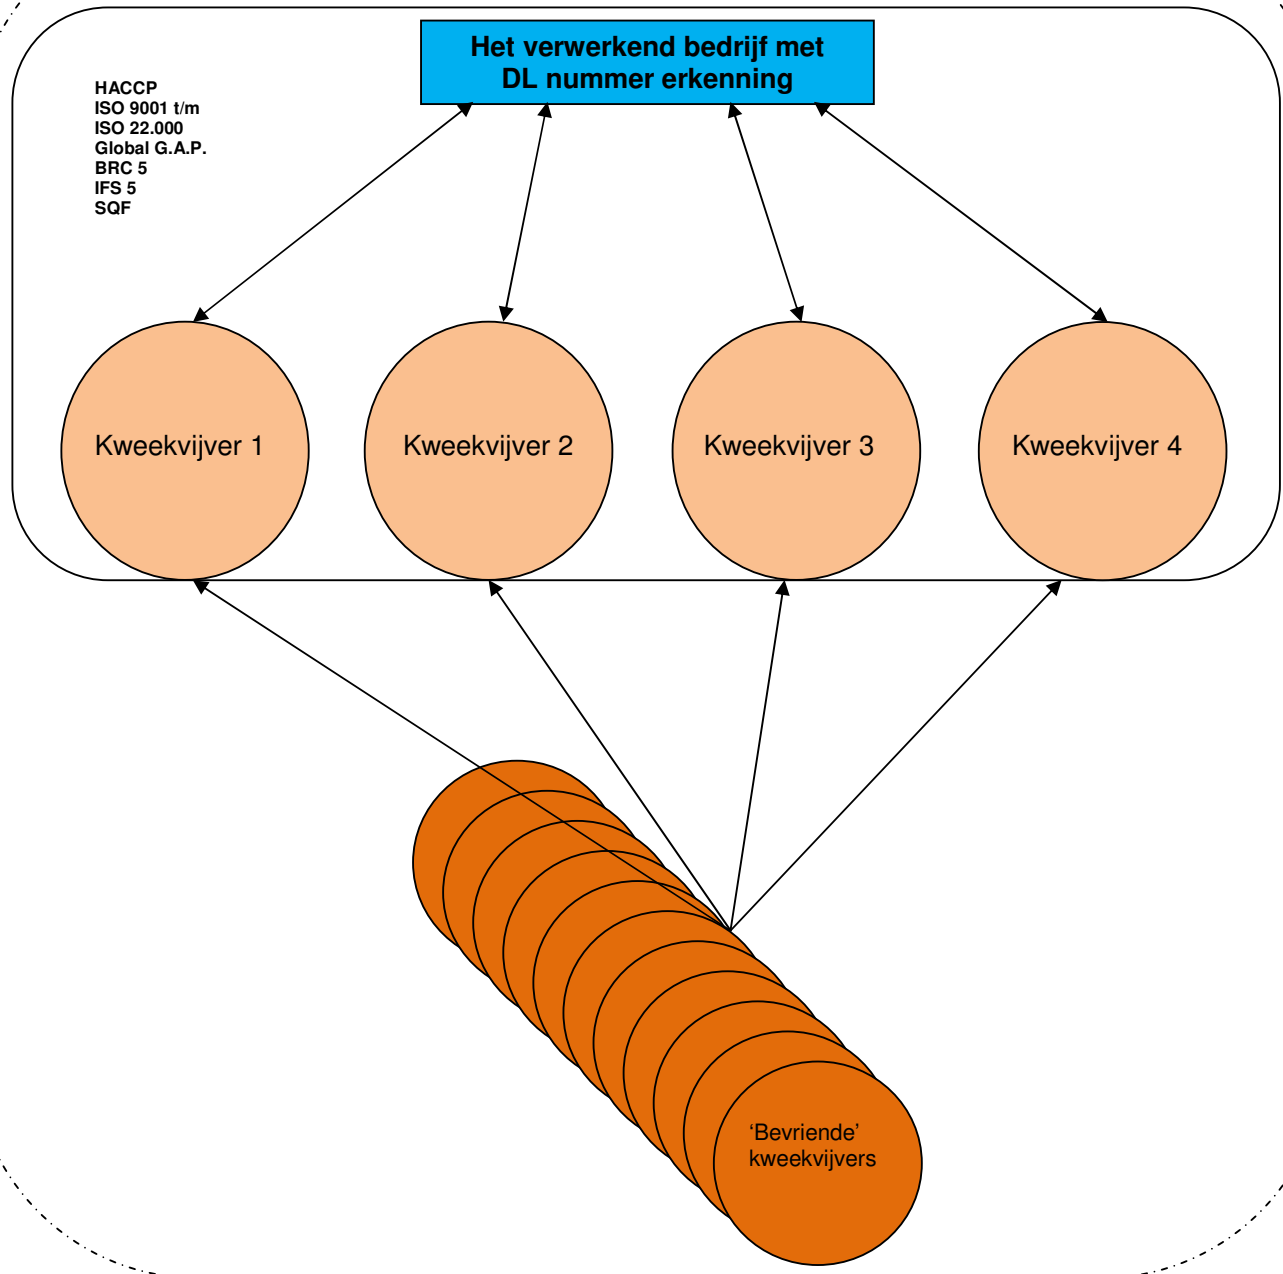 Het verwerkend bedrijf met
DL nummer erkenning
HACCP
ISO 9001 t/m
ISO 22.000
Global G.A.P.
BRC 5
IFS 5
SQF
Kweekvijver 1
Kweekvijver 2
Kweekvijver 3
Kweekvijver 4
‘Bevriende’
kweekvijvers